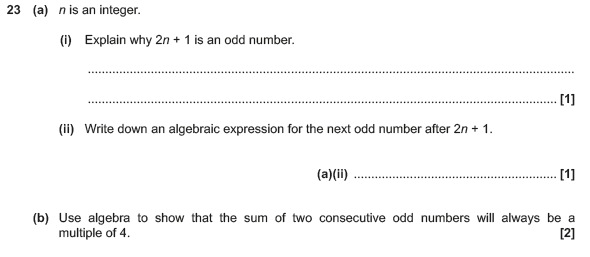 23 (a) n is an integer.
(i) Explain why 2n + 1 is an odd number.
..........................................................................................................................................
..................................................................................................................................... [1]
(ii) Write down an algebraic expression for the next odd number after 2n + 1.
(a)(ii) .......................................................... [1]
(b) Use algebra to show that the sum of two consecutive odd numbers will always be a
multiple of 4. [2]